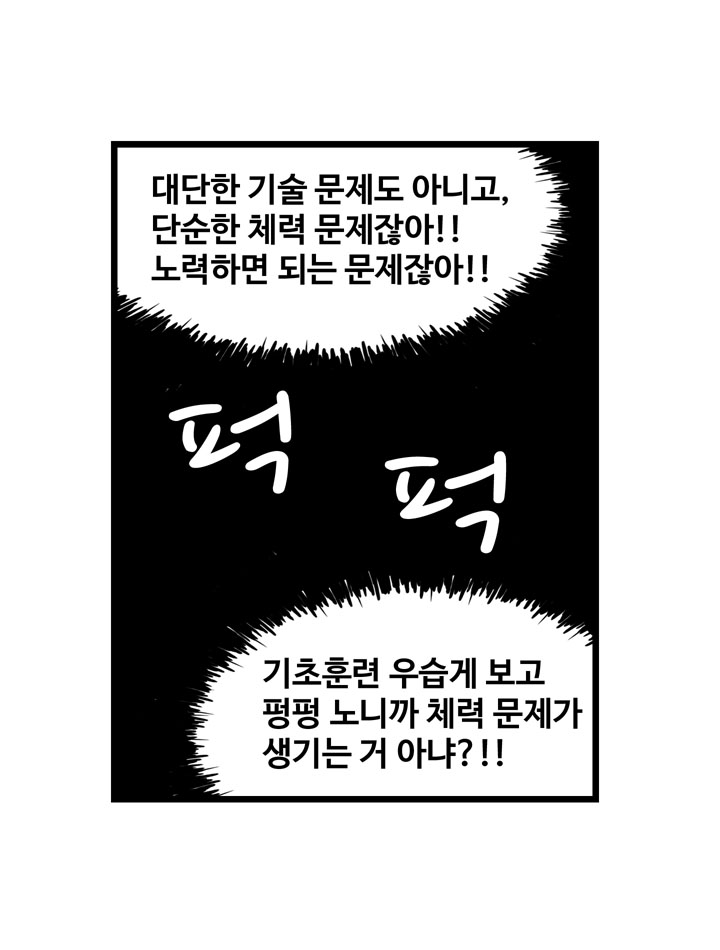 대단한 기술 문제도 아니고,
단순한 체력 문제잖아!!
노력하면 되는 문제잖아!!
퍽
퍽
기초훈련 우습게 보고
펑펑 노니까 체력 문제가
생기는 거 아냐?!!